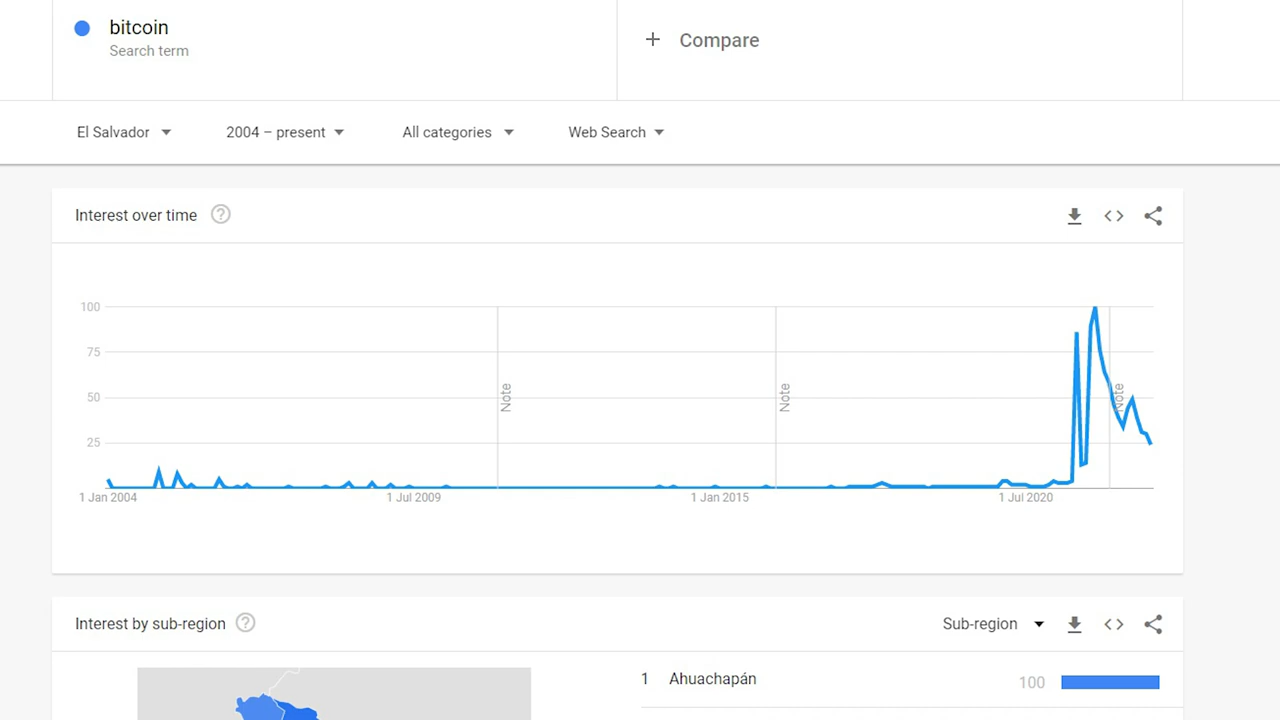 bitcoin
Search term
+ Compare
El Salvador
2004 – present
All categories
Web Search
Interest over time
100
75
50
25
Note
Note
Note
1 Jan 2004
1 Jul 2009
1 Jan 2015
1 Jul 2020
Interest by sub-region
Sub-region
1 Ahuachapán 100